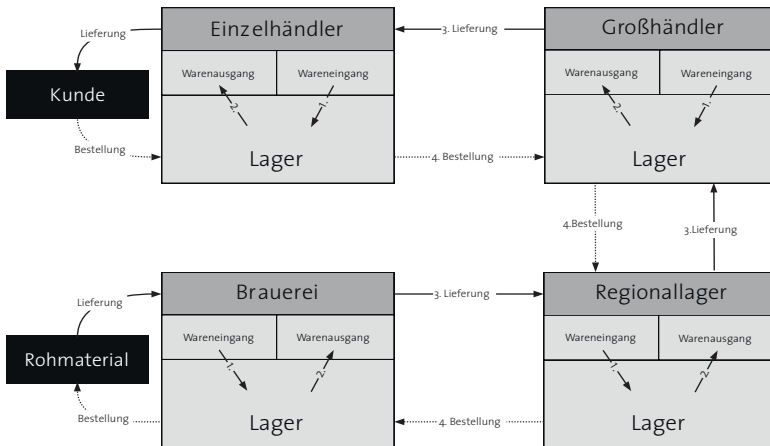 Einzelhändler
Großhändler
Lieferung
3. Lieferung
Warenausgang
Wareneingang
Warenausgang
Wareneingang
Kunde
2.
1.
2.
1.
Bestellung
Lager
4. Bestellung
Lager
4.Bestellung
3.Lieferung
Brauerei
Regionallager
Lieferung
3. Lieferung
Wareneingang
Warenausgang
Wareneingang
Warenausgang
Rohmaterial
1.
2.
1.
2.
Bestellung
Lager
4. Bestellung
Lager